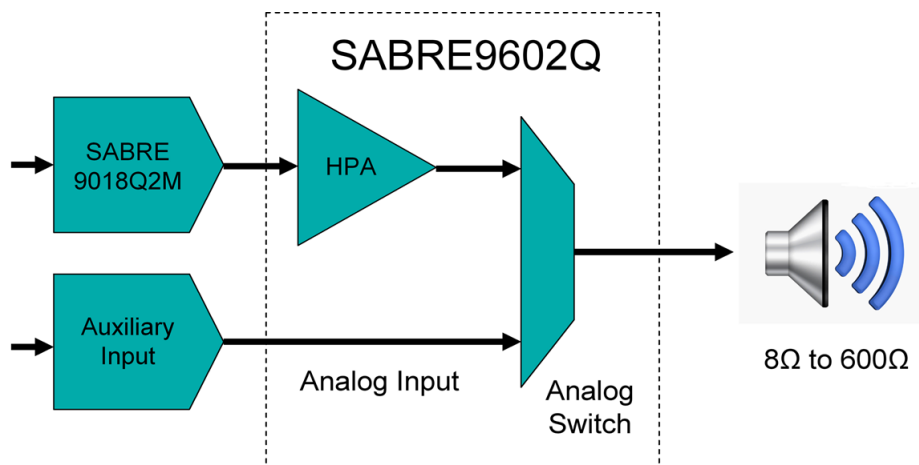 SABRE9602Q
SABRE
9018Q2M
HPA
Auxiliary
Input
Analog Input
Analog
Switch
8Ω to 600Ω